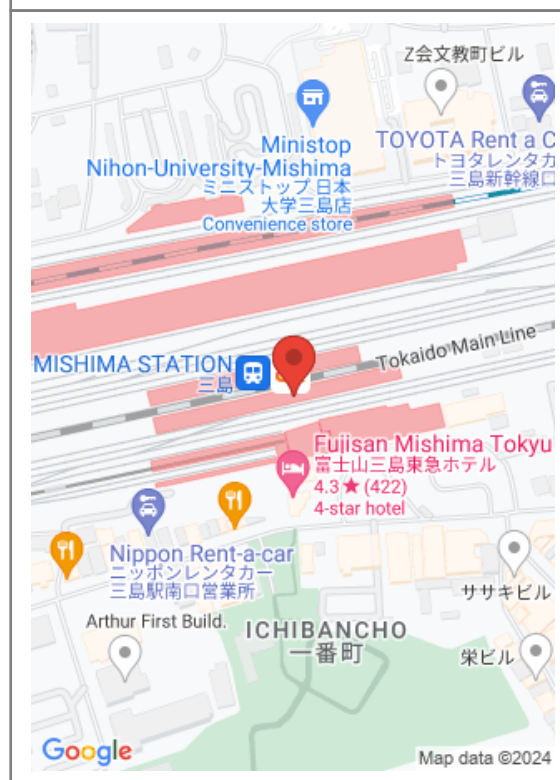 Z会文教町ビル
Ministop
Nihon-University-Mishima
ミニストップ 日本
大学三島店
Convenience store
TOYOTA Rent a C
トヨタレンタカ
三島新幹線口
MISHIMA STATION
三島
Tokaido Main Line
Fujisan Mishima Tokyu
富士山三島東急ホテル
4.3★(422)
4-star hotel
Nippon Rent-a-car
ニッポンレンタカー
三島駅南口営業所
ササキビル
Arthur First Build.
ICHIBANCHO
一番町
栄ビル
Google
Map data ©2024